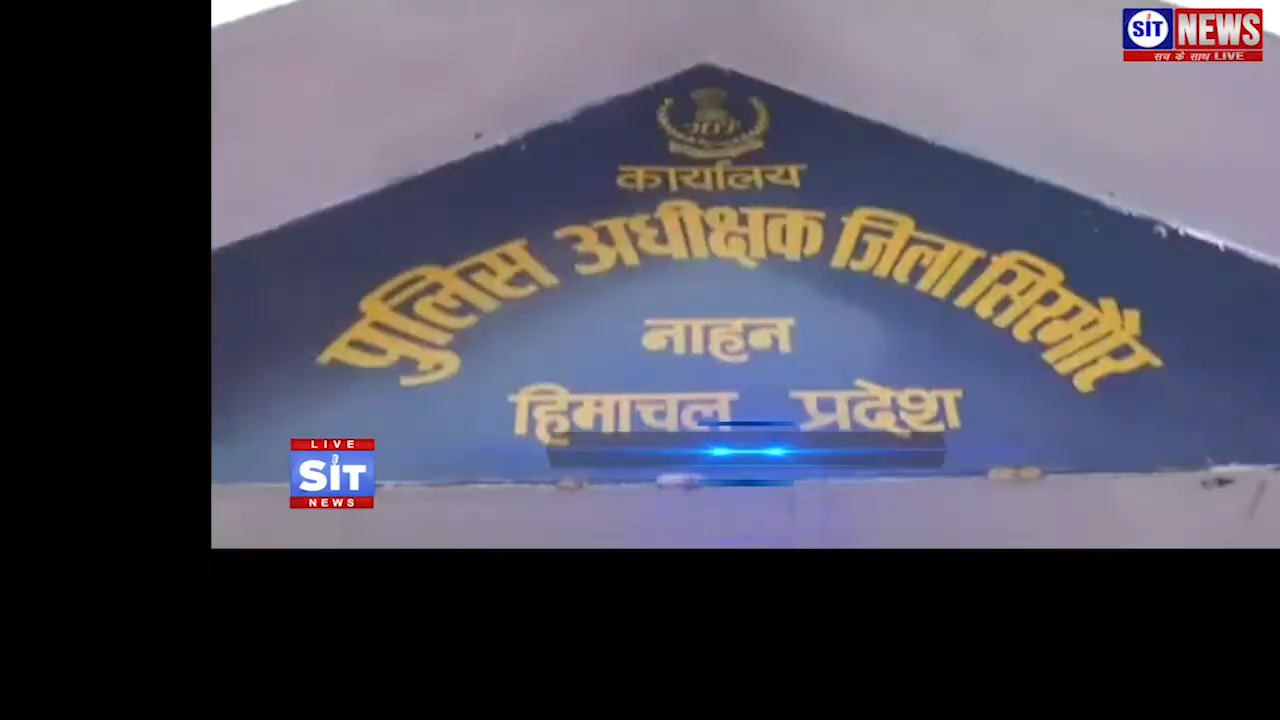 SiT NEWS
सच के साथ LIVE
कार्यालय
पुलिस अधीक्षक जिला सिरमौर
नाहन
हिमाचल प्रदेश
LIVE
SiT
NEWS